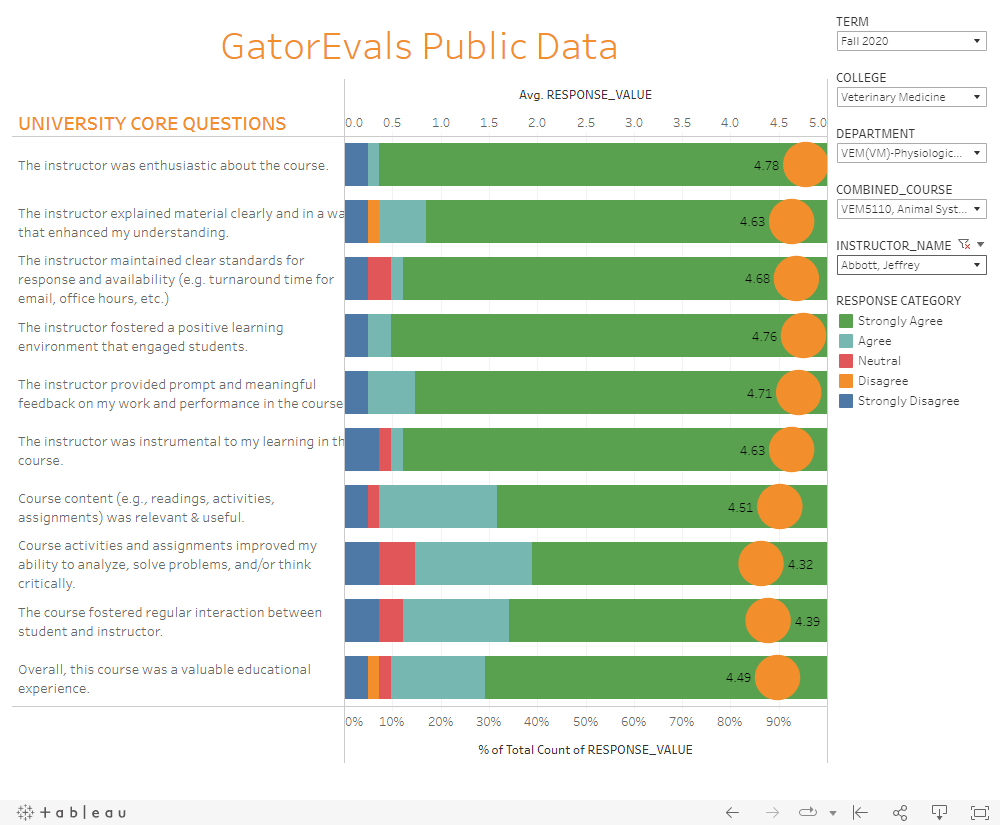 GatorEvals Public Data
TERM
Fall 2020
COLLEGE
Veterinary Medicine
DEPARTMENT
VEM(VM)-Physiologic...
COMBINED_COURSE
VEM5110, Animal Syst...
INSTRUCTOR_NAME
Abbott, Jeffrey
RESPONSE CATEGORY
Strongly Agree
Agree
Neutral
Disagree
Strongly Disagree
Avg. RESPONSE_VALUE
UNIVERSITY CORE QUESTIONS
0.0 0.5 1.0 1.5 2.0 2.5 3.0 3.5 4.0 4.5 5.0
The instructor was enthusiastic about the course.
4.78
The instructor explained material clearly and in a wa
that enhanced my understanding.
4.63
The instructor maintained clear standards for
response and availability (e.g. turnaround time for
email, office hours, etc.)
4.68
The instructor fostered a positive learning
environment that engaged students.
4.76
The instructor provided prompt and meaningful
feedback on my work and performance in the course
4.71
The instructor was instrumental to my learning in th
course.
4.63
Course content (e.g., readings, activities,
assignments) was relevant & useful.
4.51
Course activities and assignments improved my
ability to analyze, solve problems, and/or think
critically.
4.32
The course fostered regular interaction between
student and instructor.
4.39
Overall, this course was a valuable educational
experience.
4.49
0% 10% 20% 30% 40% 50% 60% 70% 80% 90%
% of Total Count of RESPONSE_VALUE
tableau